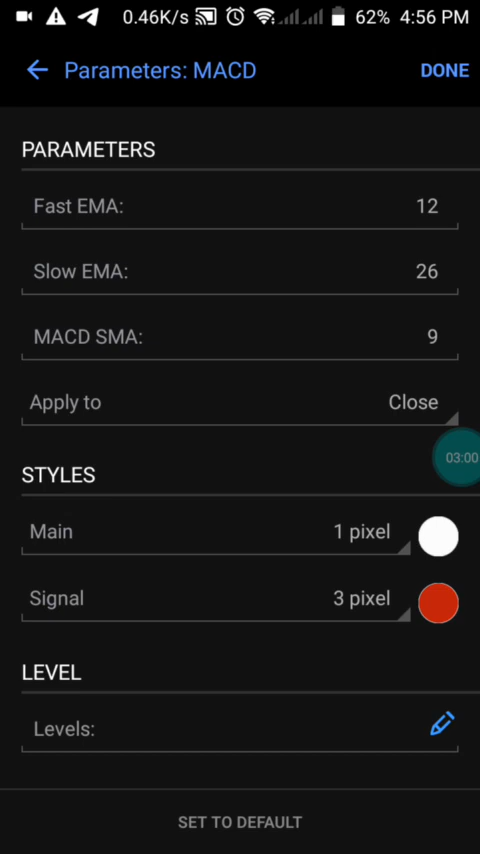 0.46K/s 62% 4:56 PM
Parameters: MACD DONE
PARAMETERS
Fast EMA: 12
Slow EMA: 26
MACD SMA: 9
Apply to Close
03:00
STYLES
Main 1 pixel
Signal 3 pixel
LEVEL
Levels:
SET TO DEFAULT